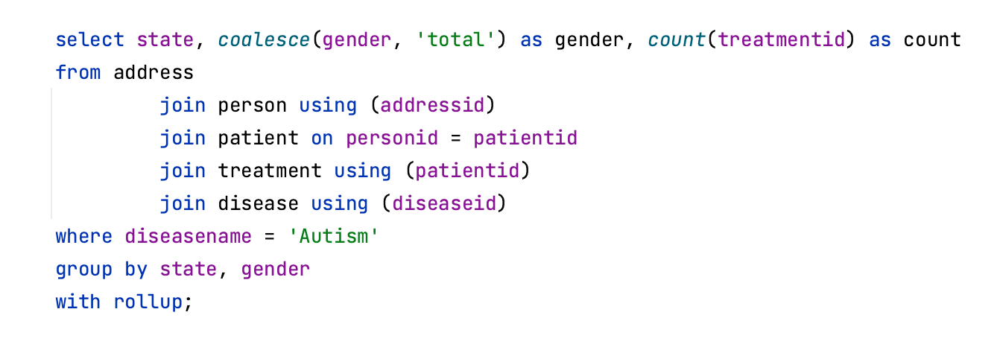 select state, coalesce(gender, 'total') as gender, count(treatmentid) as count
from address
join person using (addressid)
join patient on personid = patientid
join treatment using (patientid)
join disease using (diseaseid)
where diseasename = 'Autism'
group by state, gender
with rollup;